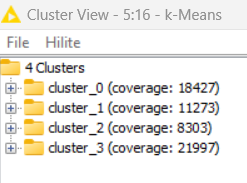 Cluster View - 5:16 - k-Means
File Hilite
4 Clusters
cluster_0 (coverage: 18427)
cluster_1 (coverage: 11273)
cluster_2 (coverage: 8303)
cluster_3 (coverage: 21997)